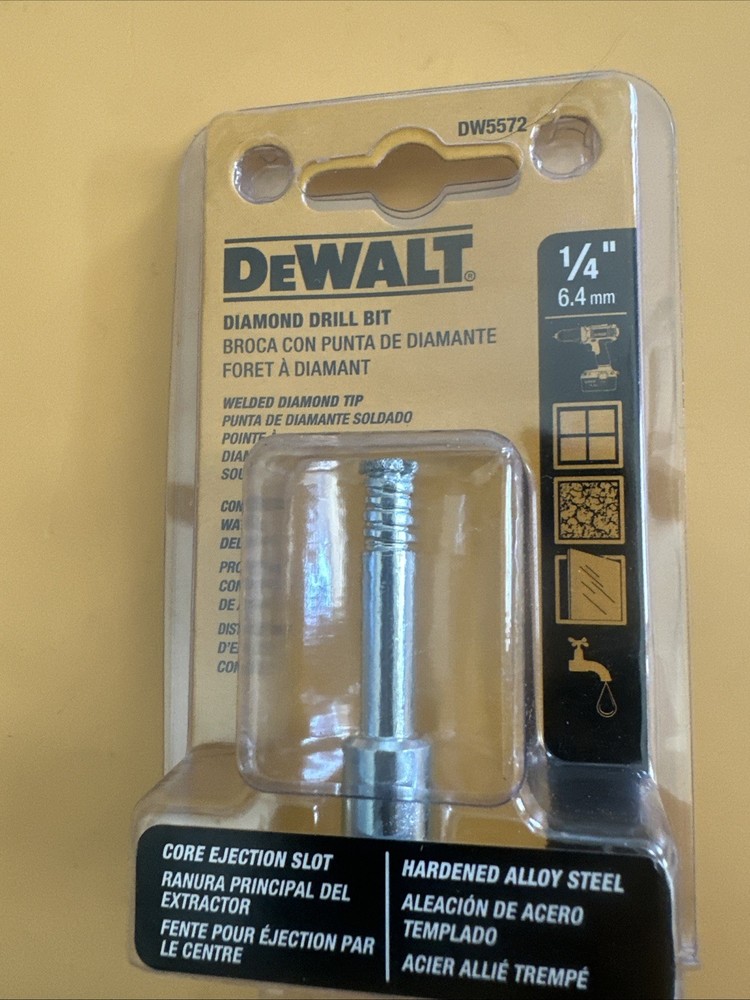 DW5572
DEWALT®
1/4"
6.4 mm
DIAMOND DRILL BIT
BROCA CON PUNTA DE DIAMANTE
FORET À DIAMANT
WELDED DIAMOND TIP
PUNTA DE DIAMANTE SOLDADO
POINTE
CORE EJECTION SLOT
RANURA PRINCIPAL DEL
EXTRACTOR
FENTE POUR ÉJECTION PAR
LE CENTRE
HARDENED ALLOY STEEL
ALEACIÓN DE ACERO
TEMPLADO
ACIER ALLIÉ TREMPÉ